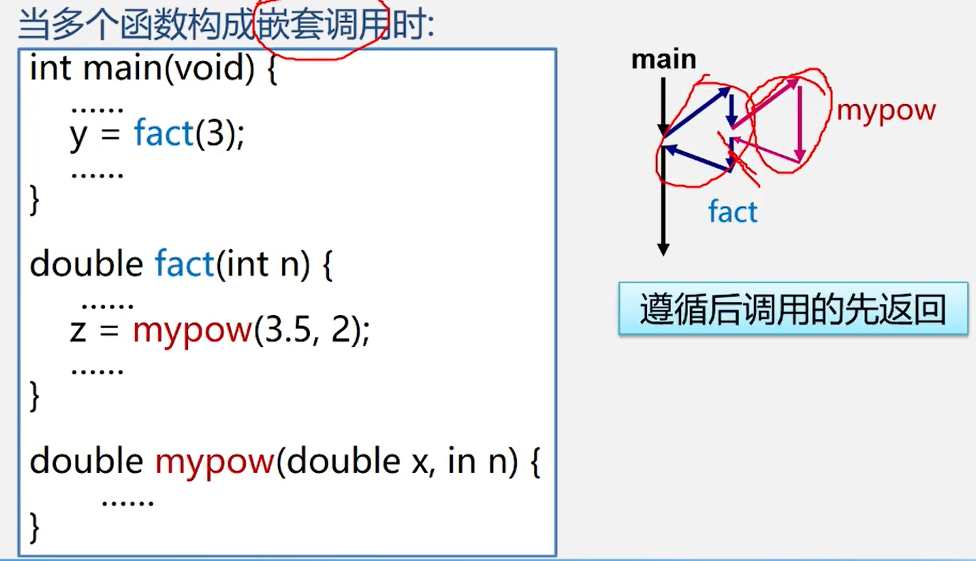 当多个函数构成嵌套调用时:
int main(void) {
......
y = fact(3);
......
}
double fact(int n) {
......
z = mypow(3.5, 2);
......
}
double mypow(double x, in n) {
......
}
main
mypow
fact
遵循后调用的先返回